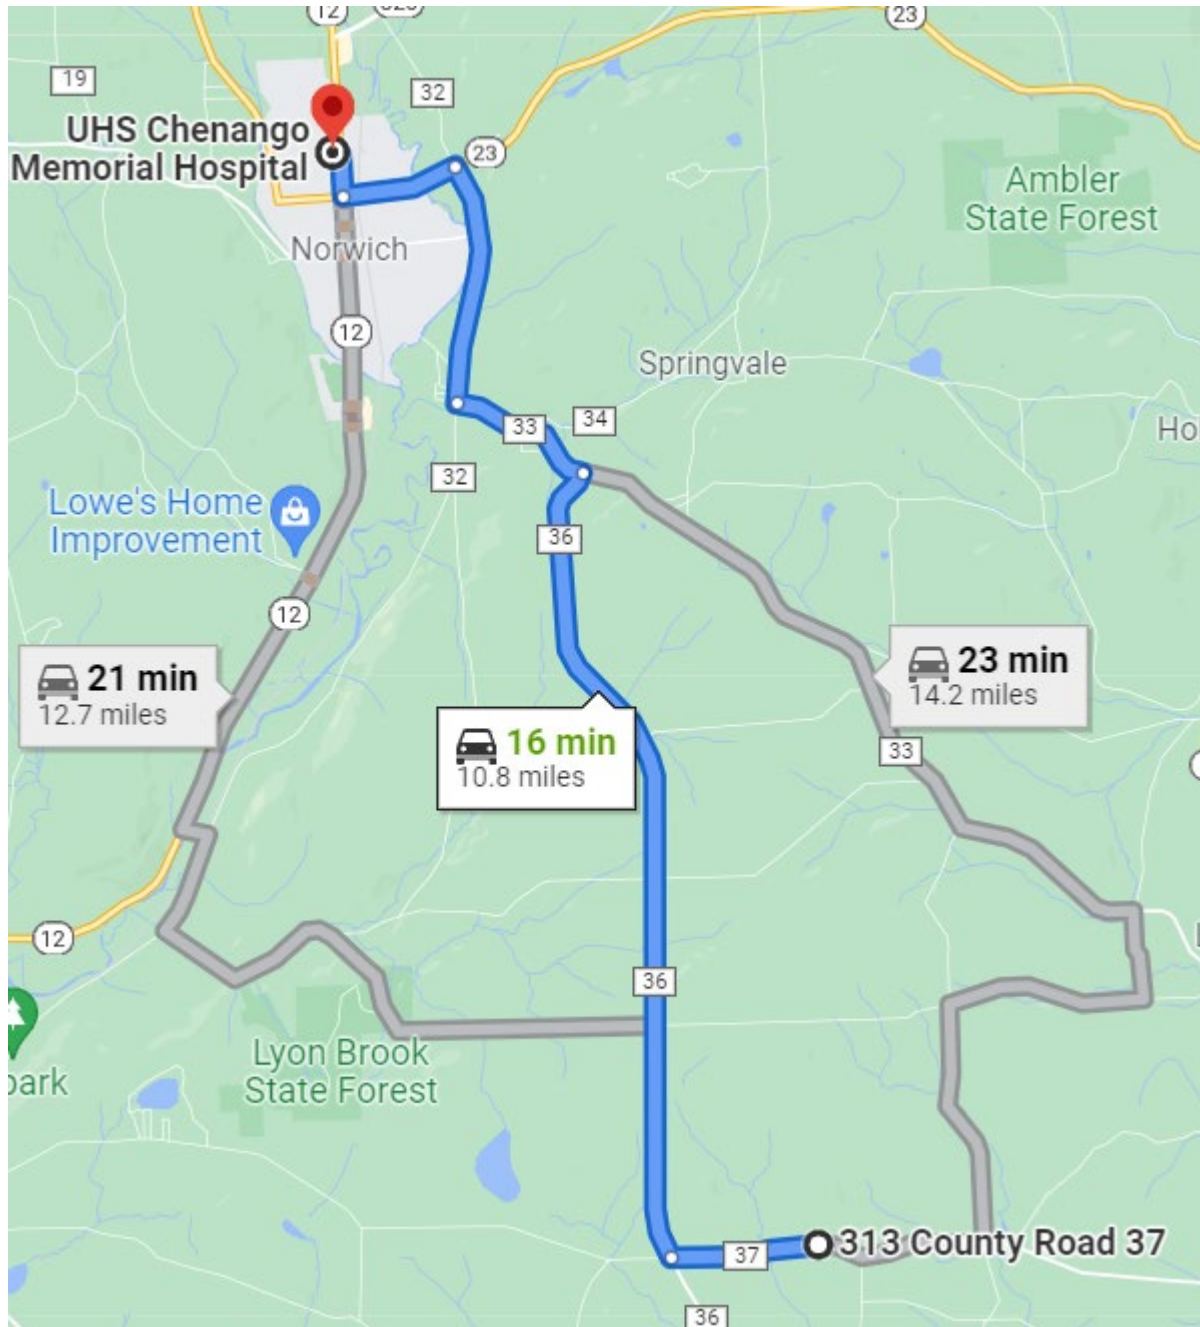 12
23
19
32
UHS Chenango
Memorial Hospital
23
Ambler
State Forest
Norwich
12
Springvale
33
34
32
Lowe's Home
Improvement
36
12
21 min
12.7 miles
23 min
14.2 miles
16 min
10.8 miles
33
12
36
Lyon Brook
State Forest
313 County Road 37
37
36